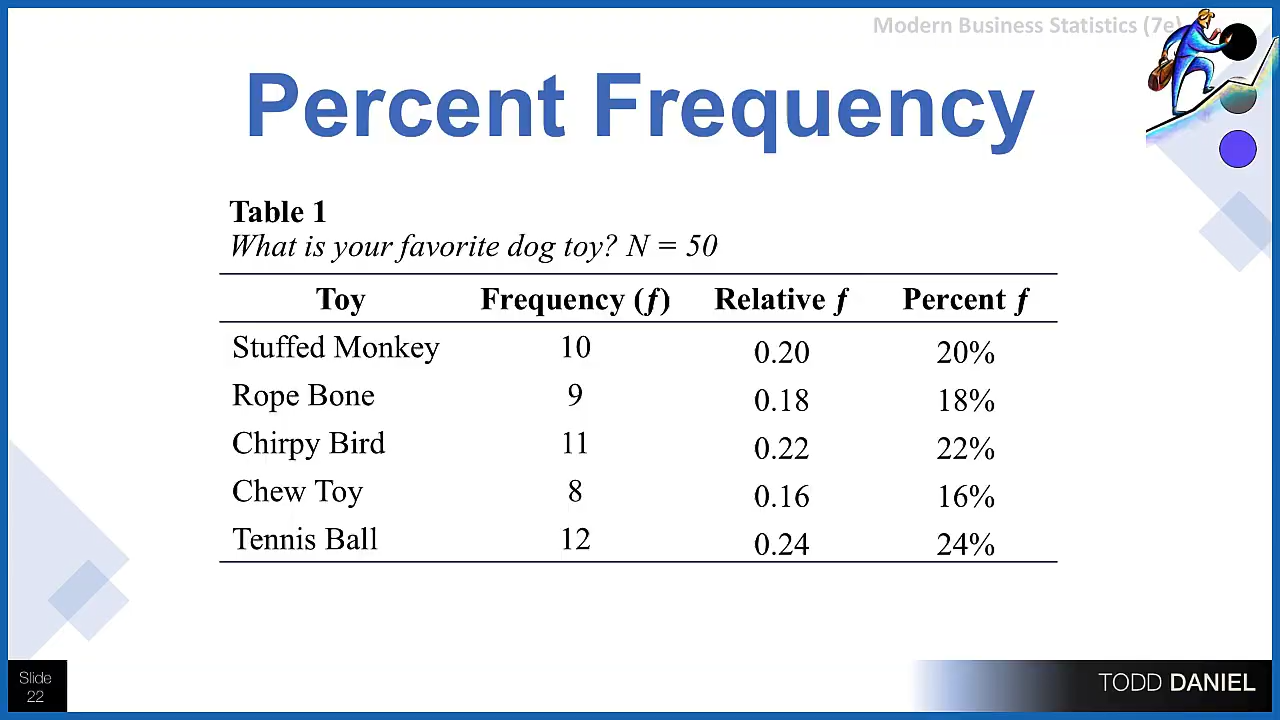 Modern Business Statistics (7e)
Percent Frequency
Table 1
What is your favorite dog toy? N = 50
Toy Frequency (ƒ) Relative ƒ Percent ƒ
Stuffed Monkey 10 0.20 20%
Rope Bone 9 0.18 18%
Chirpy Bird 11 0.22 22%
Chew Toy 8 0.16 16%
Tennis Ball 12 0.24 24%
Slide
22
TODD DANIEL